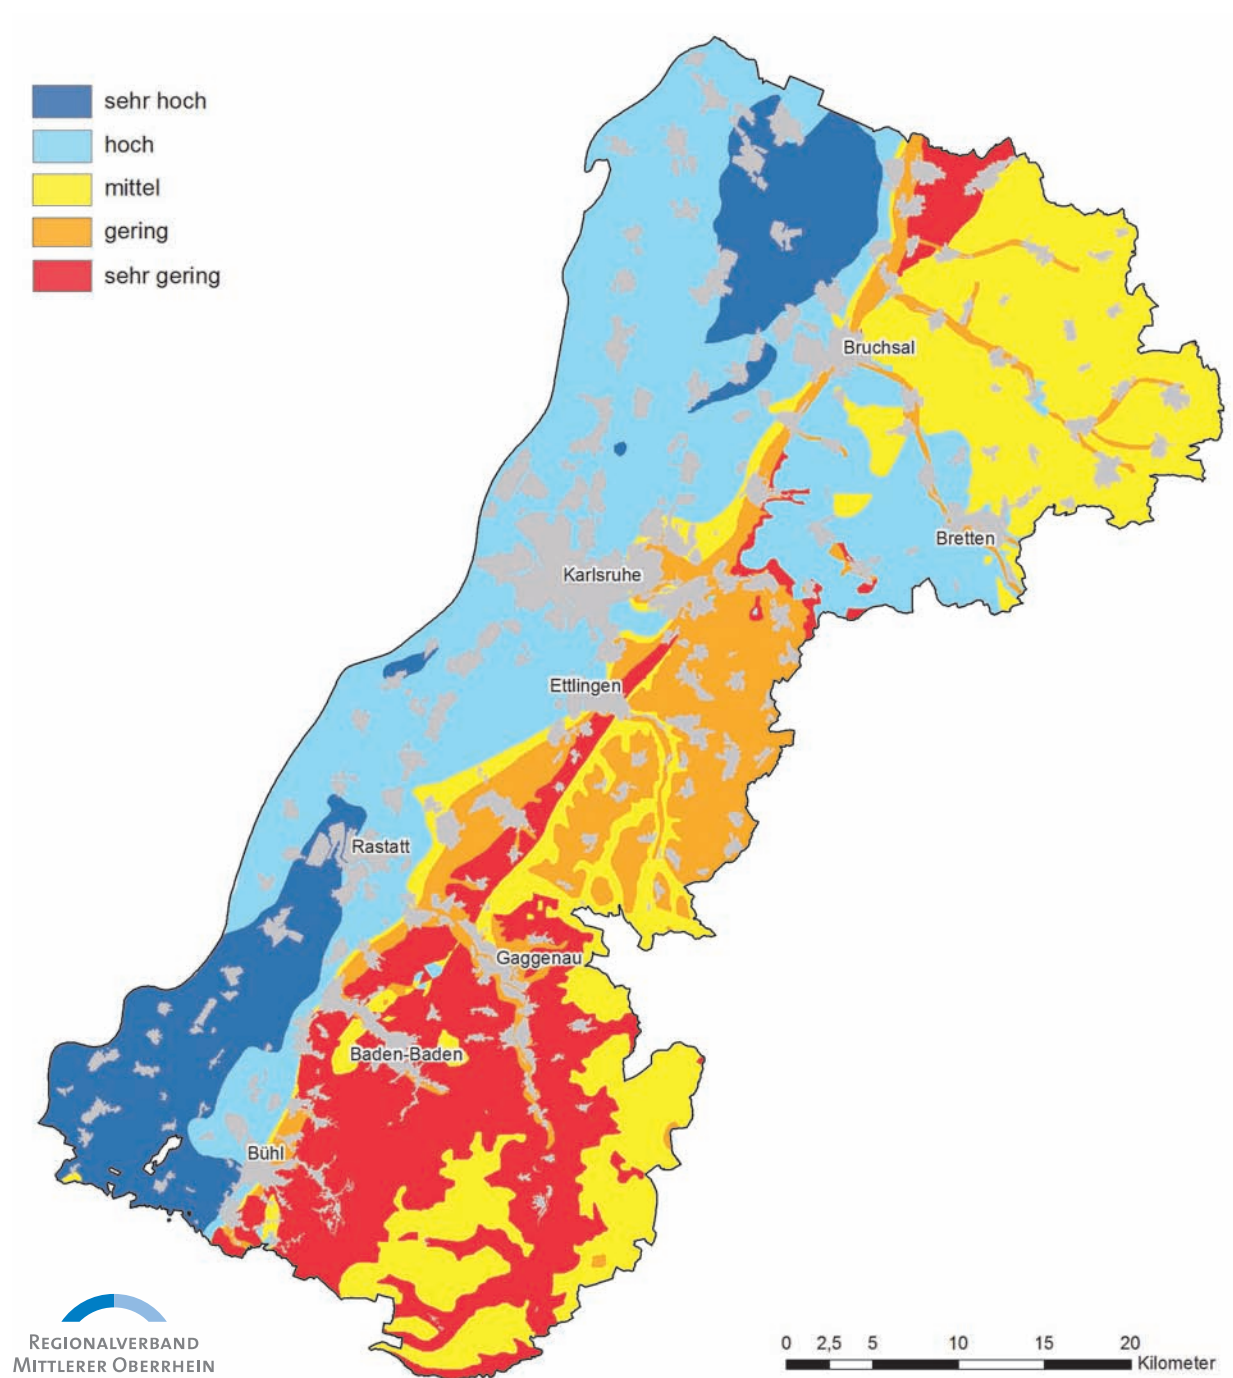 sehr hoch
hoch
mittel
gering
sehr gering
Bruchsal
Bretten
Karlsruhe
Ettlingen
Rastatt
Gaggenau
Baden-Baden
Bühl
REGIONALVERBAND
MITTLERER OBERRHEIN
0 2,5 5 10 15 20
Kilometer